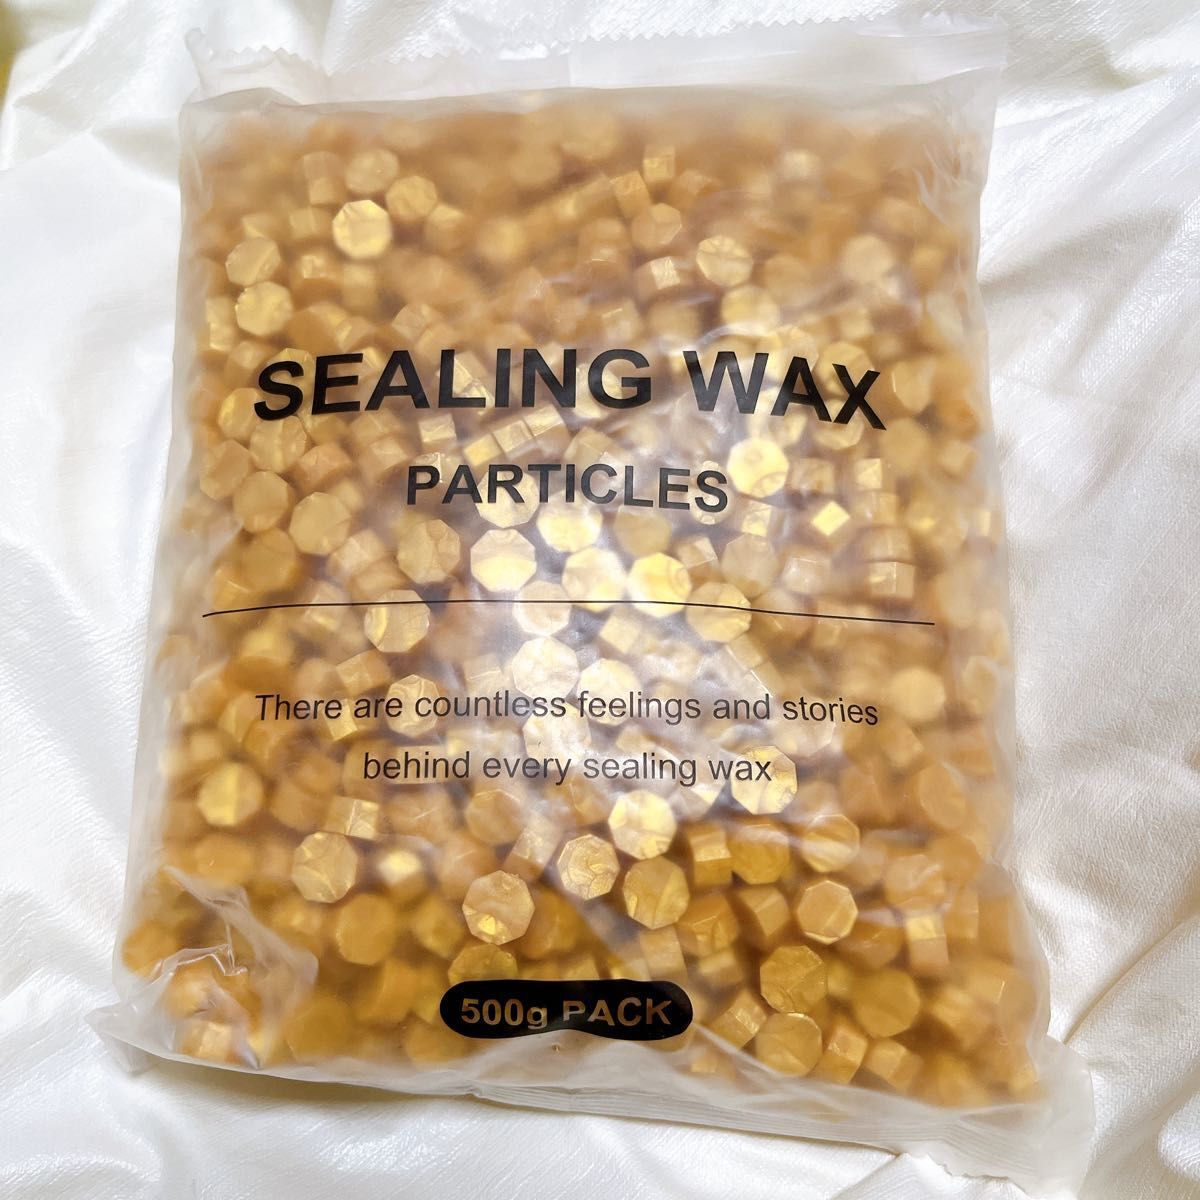 SEALING WAX
PARTICLES
There are countless feelings and stories
behind every sealing wax
500g PACK